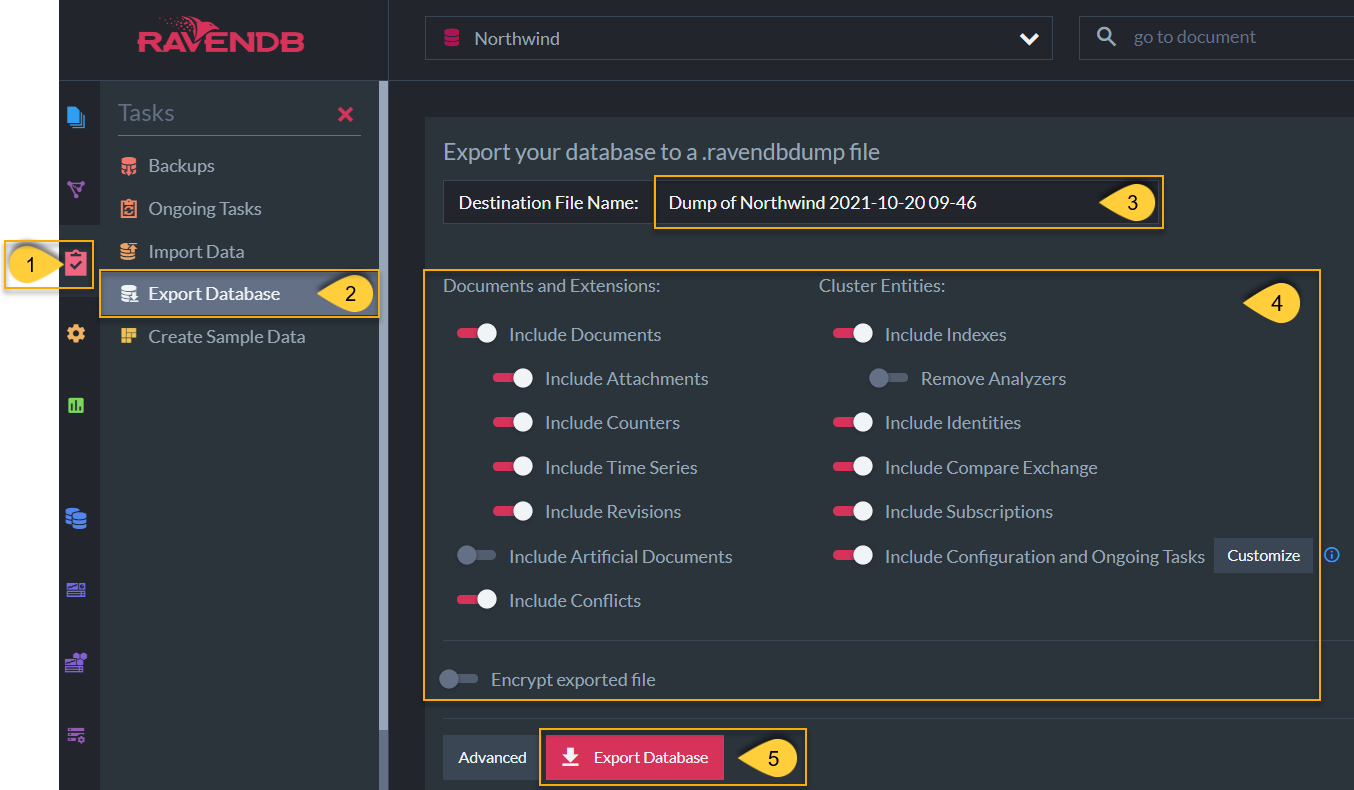 RAVENDB
Northwind
go to document
Tasks
Backups
Ongoing Tasks
Import Data
Export Database
Create Sample Data
1
2
Export your database to a .ravendbdump file
Destination File Name: Dump of Northwind 2021-10-20 09-46 3
4
Documents and Extensions:
Include Documents
Include Attachments
Include Counters
Include Time Series
Include Revisions
Include Artificial Documents
Include Conflicts
Cluster Entities:
Include Indexes
Remove Analyzers
Include Identities
Include Compare Exchange
Include Subscriptions
Include Configuration and Ongoing Tasks Customize
Encrypt exported file
Advanced Export Database 5